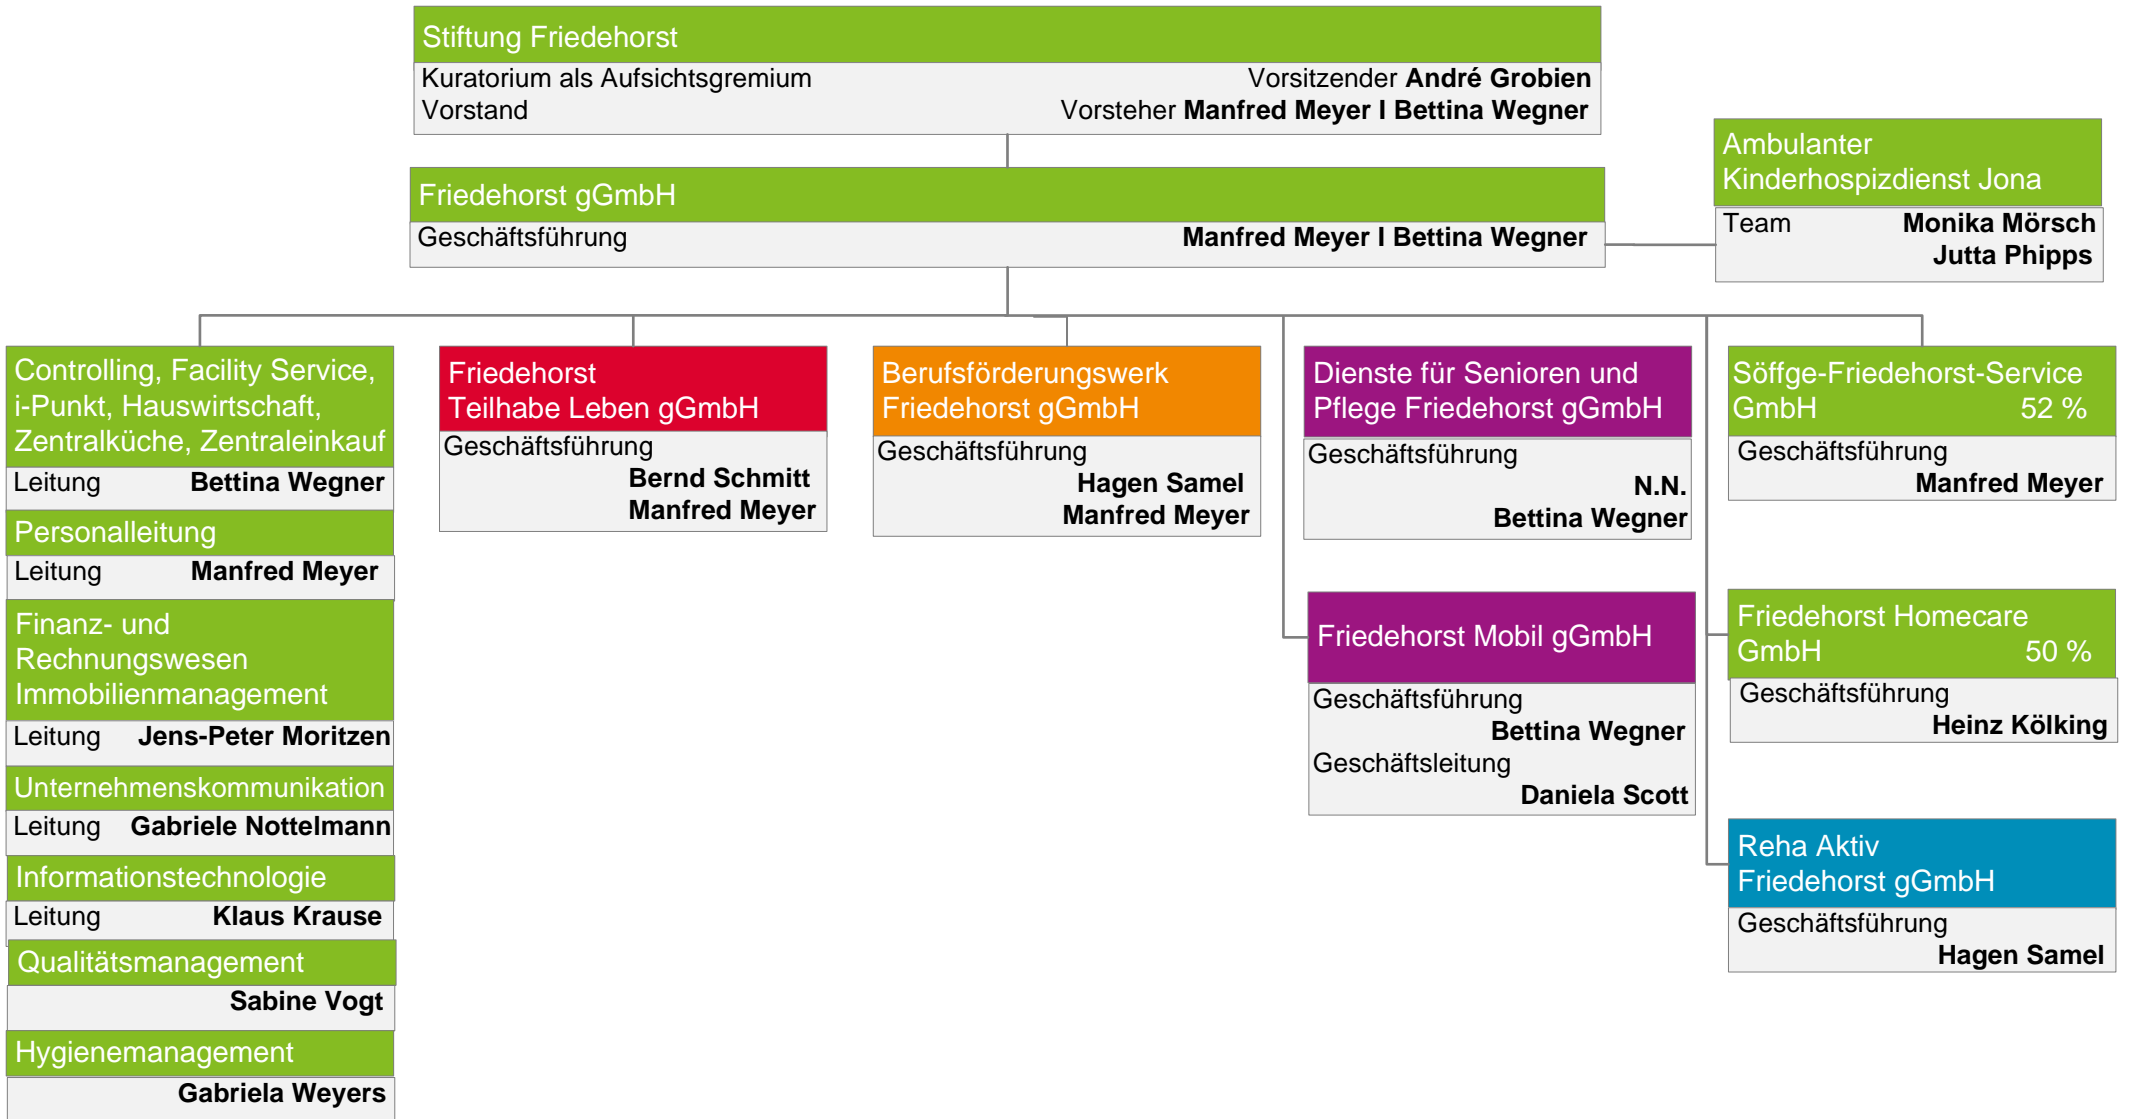 Stiftung Friedehorst
Kuratorium als Aufsichtsgremium Vorsitzender André Grobien
Vorstand Vorsteher Manfred Meyer I Bettina Wegner
Friedehorst gGmbH
Geschäftsführung Manfred Meyer I Bettina Wegner
Ambulanter
Kinderhospizdienst Jona
Team Monika Mörsch
Jutta Phipps
Controlling, Facility Service,
i-Punkt, Hauswirtschaft,
Zentralküche, Zentraleinkauf
Leitung Bettina Wegner
Personalleitung
Leitung Manfred Meyer
Finanz- und
Rechnungswesen
Immobilienmanagement
Leitung Jens-Peter Moritzen
Unternehmenskommunikation
Leitung Gabriele Nottelmann
Informationstechnologie
Leitung Klaus Krause
Qualitätsmanagement
Sabine Vogt
Hygienemanagement
Gabriela Weyers
Friedehorst
Teilhabe Leben gGmbH
Geschäftsführung
Bernd Schmitt
Manfred Meyer
Berufsförderungswerk
Friedehorst gGmbH
Geschäftsführung
Hagen Samel
Manfred Meyer
Dienste für Senioren und
Pflege Friedehorst gGmbH
Geschäftsführung
N.N.
Bettina Wegner
Friedehorst Mobil gGmbH
Geschäftsführung
Bettina Wegner
Geschäftsleitung
Daniela Scott
Söffge-Friedehorst-Service
GmbH 52 %
Geschäftsführung
Manfred Meyer
Friedehorst Homecare
GmbH 50 %
Geschäftsführung
Heinz Kölking
Reha Aktiv
Friedehorst gGmbH
Geschäftsführung
Hagen Samel